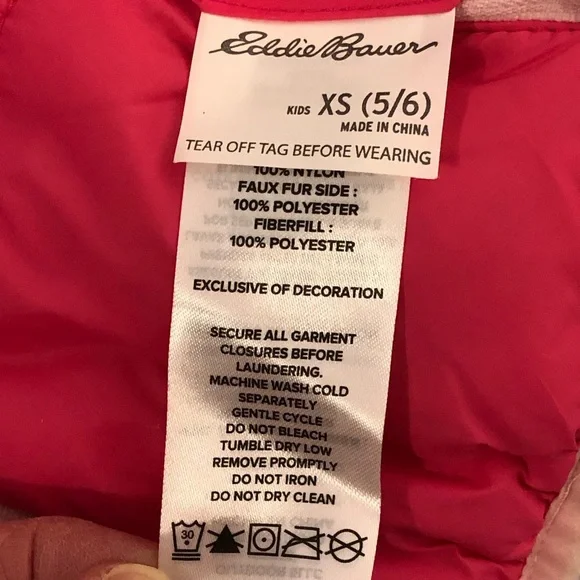 Eddie Bauer
KIDS XS (5/6)
MADE IN CHINA
TEAR OFF TAG BEFORE WEARING
100% NYLON
FAUX FUR SIDE :
100% POLYESTER
FIBERFILL :
100% POLYESTER
EXCLUSIVE OF DECORATION
SECURE ALL GARMENT
CLOSURES BEFORE
LAUNDERING.
MACHINE WASH COLD
SEPARATELY
GENTLE CYCLE
DO NOT BLEACH
TUMBLE DRY LOW
REMOVE PROMPTLY
DO NOT IRON
DO NOT DRY CLEAN
30